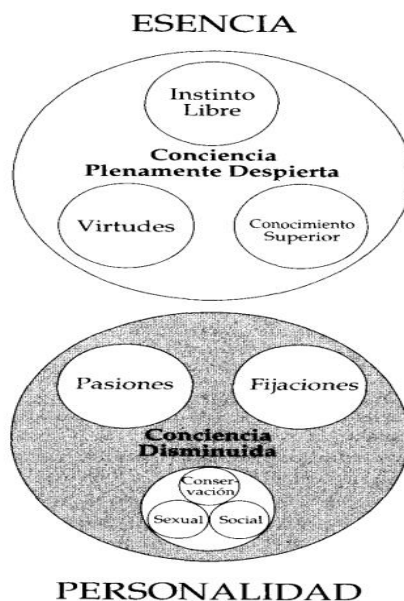 ESENCIA
Instinto
Libre
Conciencia
Plenamente Despierta
Virtudes
Conocimiento
Superior
Pasiones
Fijaciones
Conciencia
Disminuida
Conser-
vación
Sexual
Social
PERSONALIDAD